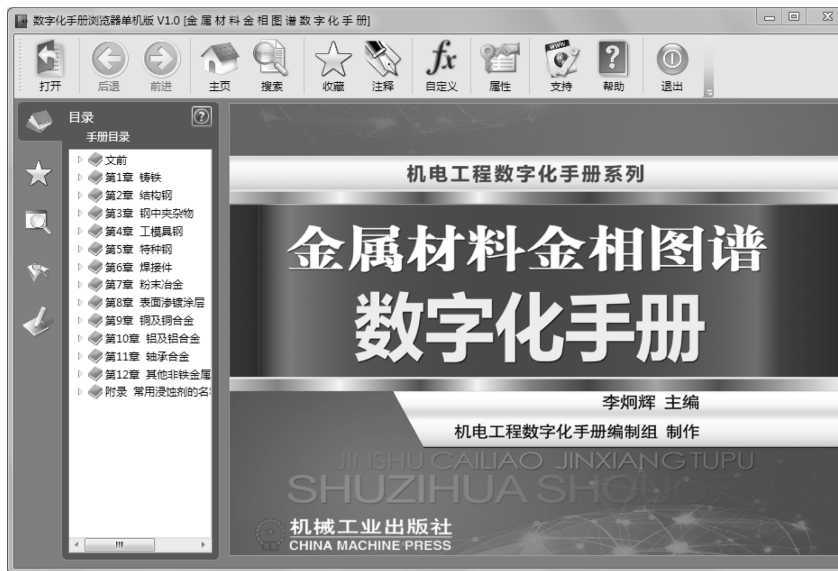 数字化手册浏览器单机版 V1.0 [金属材料金相图谱数字化手册]
打开 后退 前进 主页 搜索 收藏 注释 自定义 属性 支持 帮助 退出
目录
手册目录
文前
第1章 铸铁
第2章 结构钢
第3章 钢中夹杂物
第4章 工模具钢
第5章 特种钢
第6章 焊接件
第7章 粉末冶金
第8章 表面渗镀涂层
第9章 铜及铜合金
第10章 铝及铝合金
第11章 轴承合金
第12章 其他非铁金属
附录 常用浸蚀剂的名
机电工程数字化手册系列
金属材料金相图谱
数字化手册
李炯辉 主编
机电工程数字化手册编制组 制作
JINSHU CAILIAO JINXIANG TUPU
SHUZIHUA SHOUCE
机械工业出版社
CHINA MACHINE PRESS